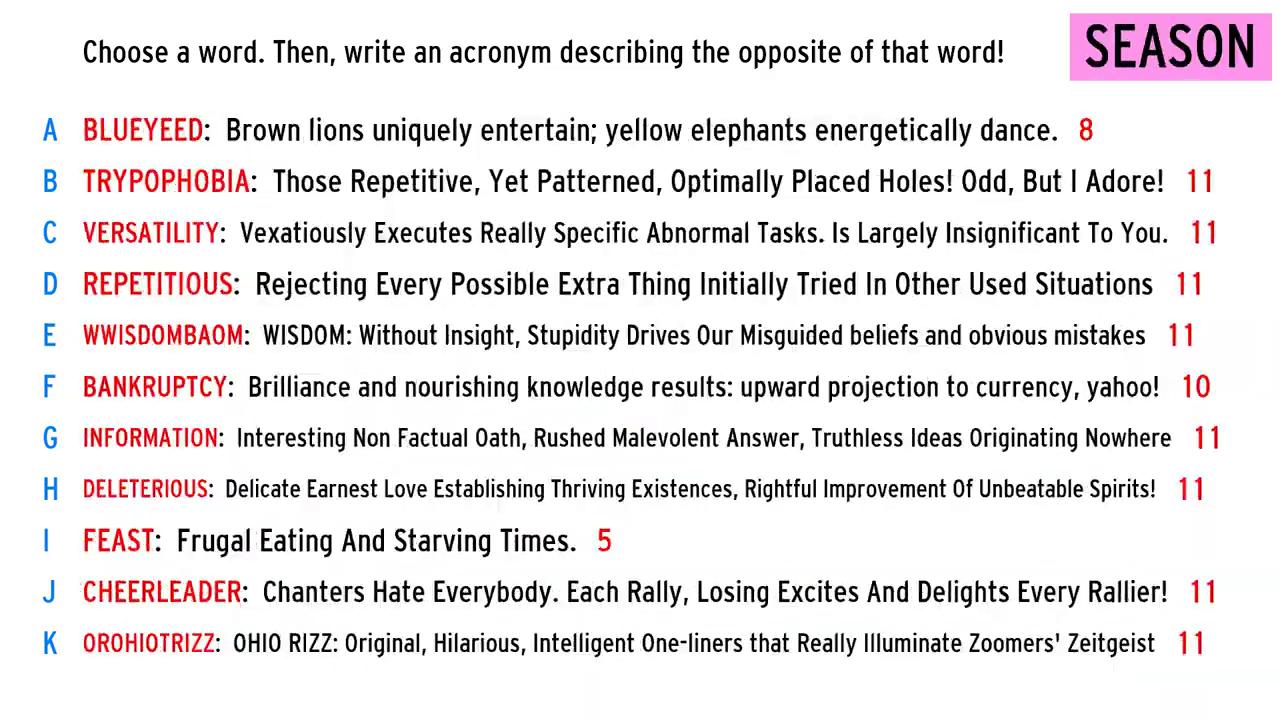 Choose a word. Then, write an acronym describing the opposite of that word!
SEASON
A BLUEYEED: Brown lions uniquely entertain; yellow elephants energetically dance. 8
B TRYPOPHOBIA: Those Repetitive, Yet Patterned, Optimally Placed Holes! Odd, But I Adore! 11
C VERSATILITY: Vexatiously Executes Really Specific Abnormal Tasks. Is Largely Insignificant To You. 11
D REPETITIOUS: Rejecting Every Possible Extra Thing Initially Tried In Other Used Situations 11
E WWISDOMBAOM: WISDOM: Without Insight, Stupidity Drives Our Misguided beliefs and obvious mistakes 11
F BANKRUPTCY: Brilliance and nourishing knowledge results: upward projection to currency, yahoo! 10
G INFORMATION: Interesting Non Factual Oath, Rushed Malevolent Answer, Truthless Ideas Originating Nowhere 11
H DELETERIOUS: Delicate Earnest Love Establishing Thriving Existences, Rightful Improvement Of Unbeatable Spirits! 11
I FEAST: Frugal Eating And Starving Times. 5
J CHEERLEADER: Chanters Hate Everybody. Each Rally, Losing Excites And Delights Every Rallier! 11
K OROHIOTRIZZ: OHIO RIZZ: Original, Hilarious, Intelligent One-liners that Really Illuminate Zoomers' Zeitgeist 11